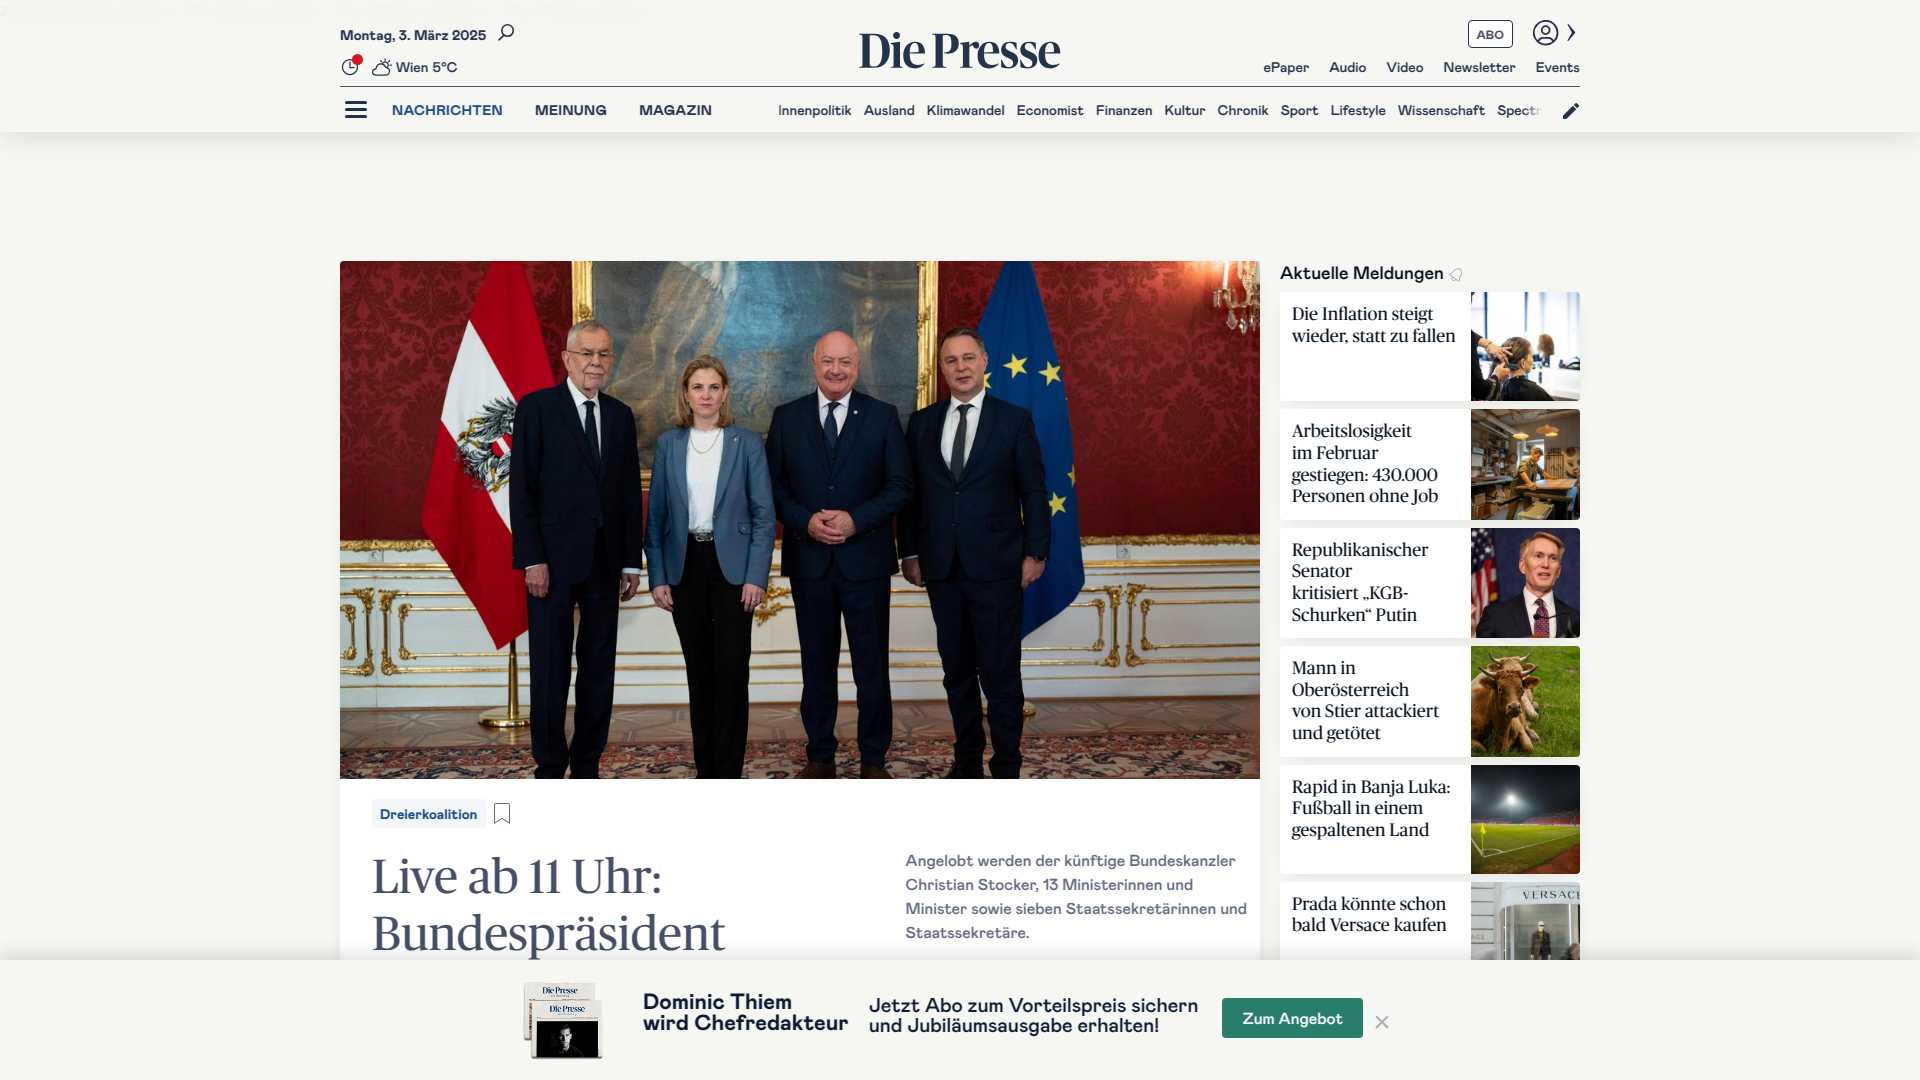 Montag, 3. März 2025
Wien 5°C
Die Presse
ABO
ePaper Audio Video Newsletter Events
NACHRICHTEN MEINUNG MAGAZIN
Innenpolitik Ausland Klimawandel Economist Finanzen Kultur Chronik Sport Lifestyle Wissenschaft
Aktuelle Meldungen
Die Inflation steigt
wieder, statt zu fallen
Arbeitslosigkeit
im Februar
gestiegen: 430.000
Personen ohne Job
Republikanischer
Senator
kritisiert „KGB-
Schurken“ Putin
Mann in
Oberösterreich
von Stier attackiert
und getötet
Rapid in Banja Luka:
Fußball in einem
gespaltenen Land
Prada könnte schon
bald Versace kaufen
VERSACE
Dreierkoalition
Live ab 11 Uhr:
Bundespräsident
Angelobt werden der künftige Bundeskanzler
Christian Stocker, 13 Ministerinnen und
Minister sowie sieben Staatssekretärinnen und
Staatssekretäre.
Die Presse
Die Presse
Dominic Thiem
wird Chefredakteur
Jetzt Abo zum Vorteilspreis sichern
und Jubiläumsausgabe erhalten!
Zum Angebot